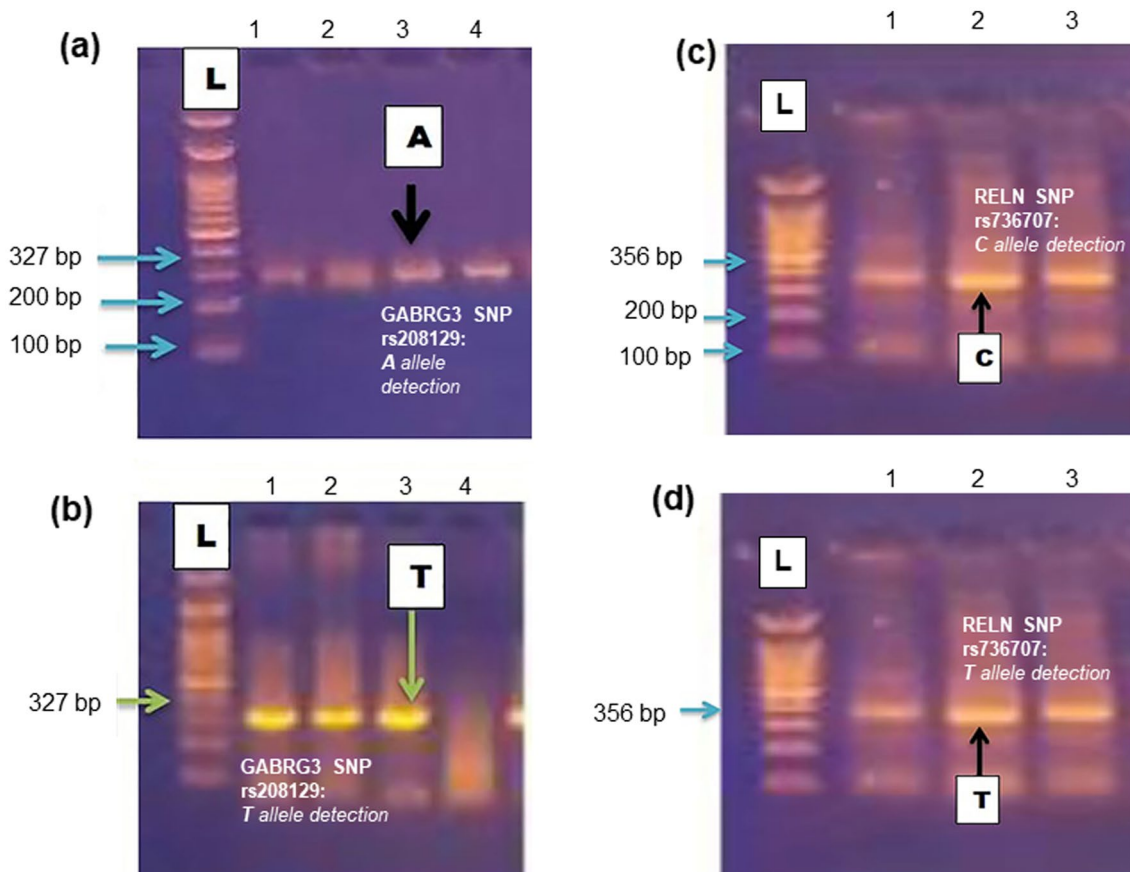 (a)
1 2 3 4
L
A
327 bp
200 bp
100 bp
GABRG3 SNP
rs208129:
A allele
detection
(c)
1 2 3
L
RELN SNP
rs736707:
C allele detection
356 bp
200 bp
100 bp
C
(b)
1 2 3 4
L
T
327 bp
GABRG3 SNP
rs208129:
T allele detection
(d)
1 2 3
L
RELN SNP
rs736707:
T allele detection
356 bp
T